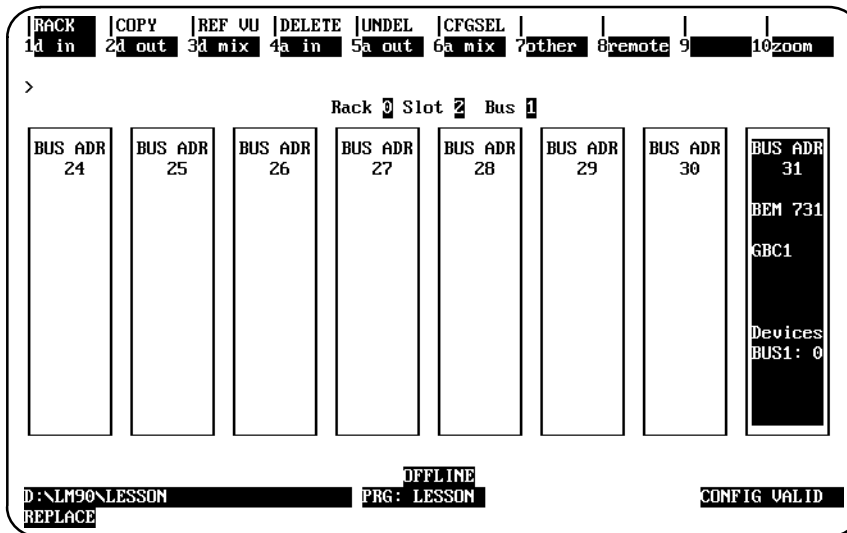 RACK |COPY |REF VU |DELETE |UNDEL |CFGSEL | | | |
1d in 2d out 3d mix 4a in 5a out 6a mix 7other 8remote 9 10zoom
>
Rack 0 Slot 2 Bus 1
BUS ADR BUS ADR BUS ADR BUS ADR BUS ADR BUS ADR BUS ADR BUS ADR
24 25 26 27 28 29 30 31
BEM 731
GBC1
Devices
BUS1: 0
OFFLINE
D:\LM90\LESSON PRG: LESSON CONFIG VALID
REPLACE